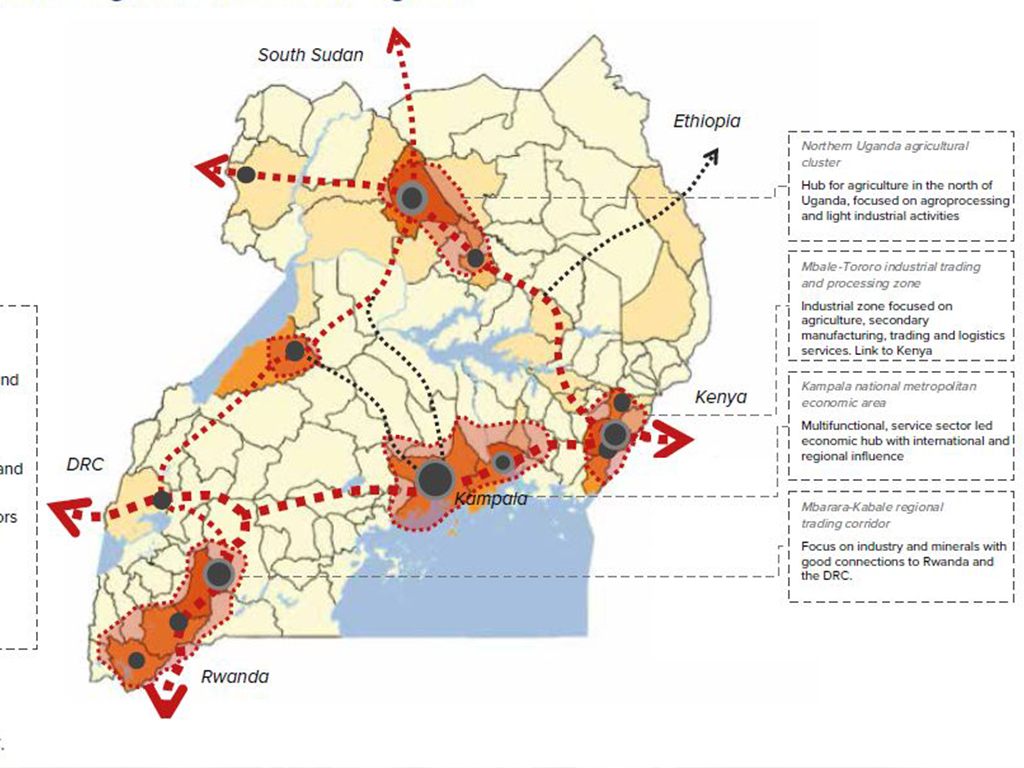 South Sudan
Ethiopia
Kenya
DRC
Kampala
Rwanda
Northern Uganda agricultural
cluster
Hub for agriculture in the north of
Uganda, focused on agroprocessing
and light industrial activities
Mbale-Tororo industrial trading
and processing zone
Industrial zone focused on
agriculture, secondary
manufacturing, trading and logistics
services. Link to Kenya
Kampala national metropolitan
economic area
Multifunctional, service sector led
economic hub with international and
regional influence
Mbarara-Kabale regional
trading corridor
Focus on industry and minerals with
good connections to Rwanda and
the DRC.